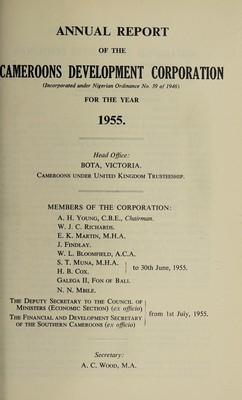 ANNUAL REPORT
OF THE
CAMEROONS DEVELOPMENT CORPORATION
(Incorporated under Nigerian Ordinance No. 39 of 1946)
FOR THE YEAR
1955.
Head Office:
BOTA, VICTORIA.
CAMEROONS UNDER UNITED KINGDOM TRUSTEESHIP.
MEMBERS OF THE CORPORATION:
A. H. YOUNG, C.B.E., Chairman.
W. J. C. RICHARDS.
E. K. MARTIN, M.H.A.
J. FINDLAY.
W. L. BLOOMFIELD, A.C.A.
S. T. MUNA, M.H.A.
H. B. COX. to 30th June, 1955.
GALEGA II, FON OF BALI.
N. N. MBILE.
THE DEPUTY SECRETARY TO THE COUNCIL OF
MINISTERS (ECONOMIC SECTION) (ex officio)
THE FINANCIAL AND DEVELOPMENT SECRETARY from 1st July, 1955.
OF THE SOUTHERN CAMEROONS (ex officio)
Secretary:
A. C. WOOD, M.A.